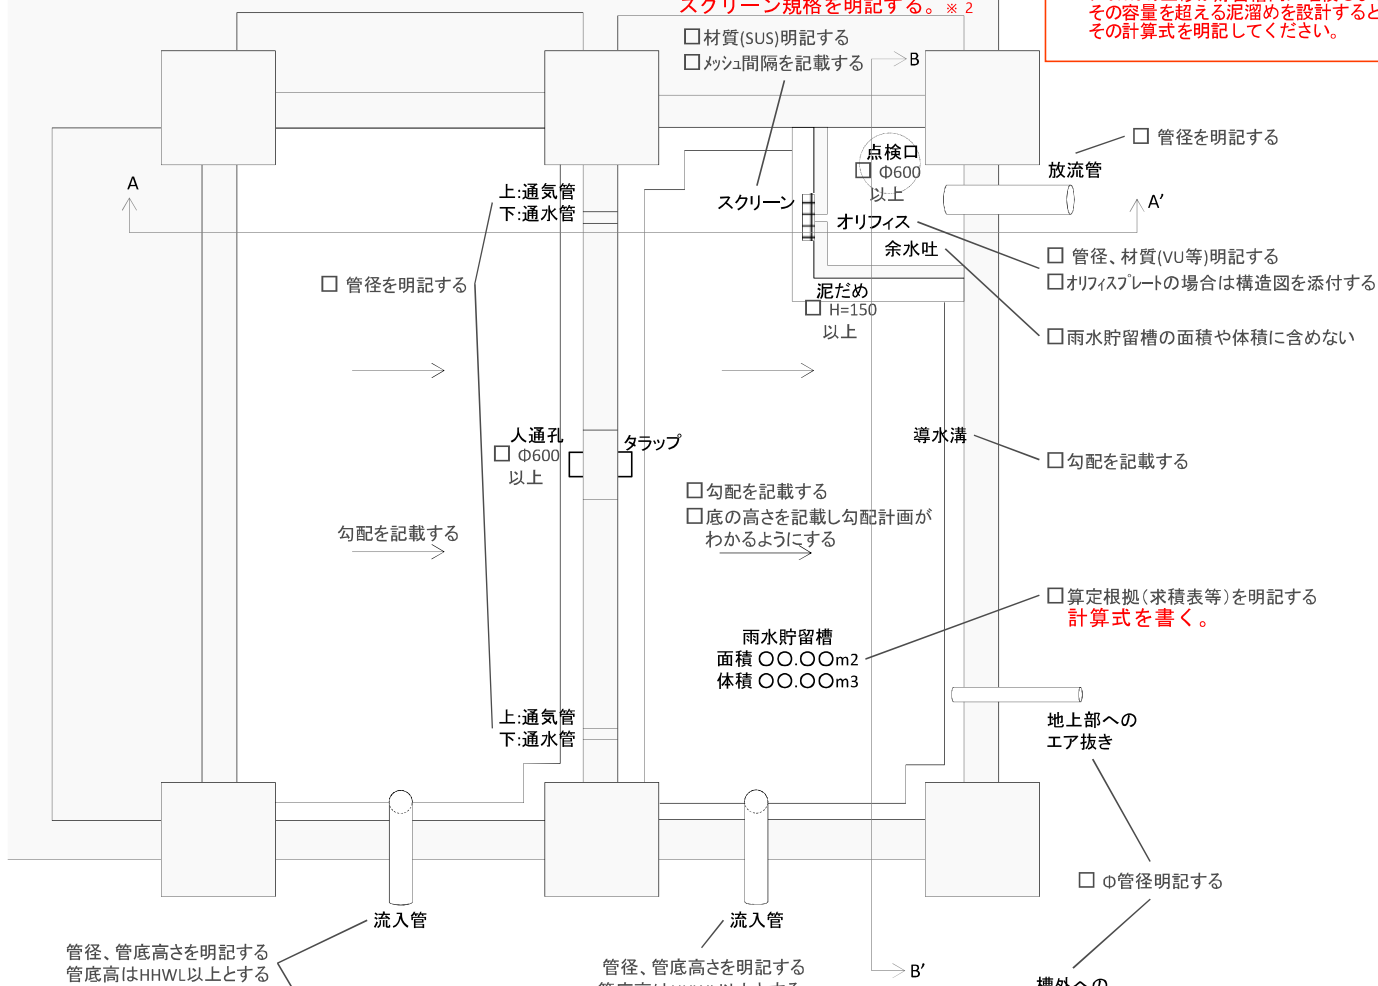 スクリーン規格を明記する。※2
その容量を超える泥溜めを設計すると
その計算式を明記してください。
□材質(SUS)明記する
□ﾒｯｼｭ間隔を記載する
B
□ 管径を明記する
点検口
□ Φ600
以上
放流管
A
A’
上:通気管
下:通水管
スクリーン
オリフィス
余水吐
□ 管径、材質(VU等)明記する
□ｵﾘﾌｨｽﾌﾟﾚｰﾄの場合は構造図を添付する
□ 管径を明記する
泥だめ
□ H=150
以上
□雨水貯留槽の面積や体積に含めない
人通孔
□ Φ600
以上
タラップ
導水溝
□勾配を記載する
□勾配を記載する
□底の高さを記載し勾配計画が
わかるようにする
勾配を記載する
□算定根拠(求積表等)を明記する
計算式を書く。
雨水貯留槽
面積 〇〇.〇〇m2
体積 〇〇.〇〇m3
上:通気管
下:通水管
地上部への
エア抜き
□ Φ管径明記する
流入管
流入管
管径、管底高さを明記する
管底高はHHWL以上とする
管径、管底高さを明記する
B’